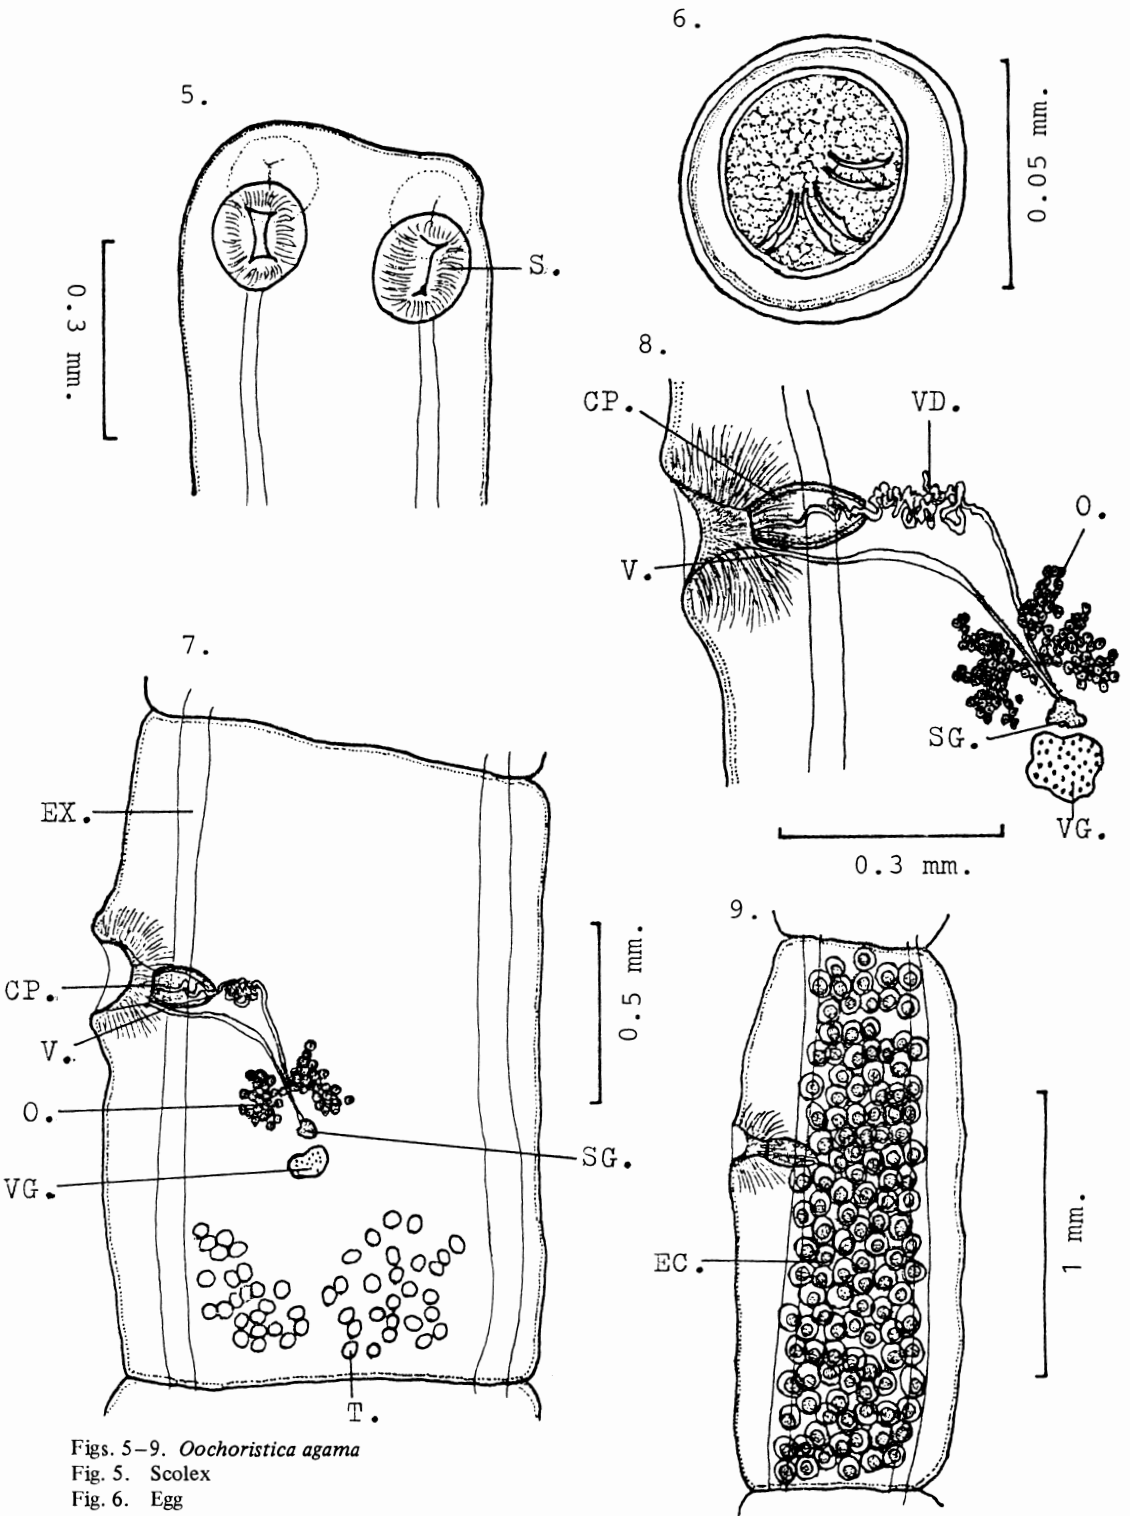 5.
S.
0.3 mm.
6.
0.05 mm.
8.
CP.
VD.
O.
V.
SG.
VG.
0.3 mm.
7.
EX.
CP.
V.
O.
VG.
SG.
T.
0.5 mm.
9.
EC.
1 mm.
Figs. 5–9. Oochoristica agama
Fig. 5. Scolex
Fig. 6. Egg